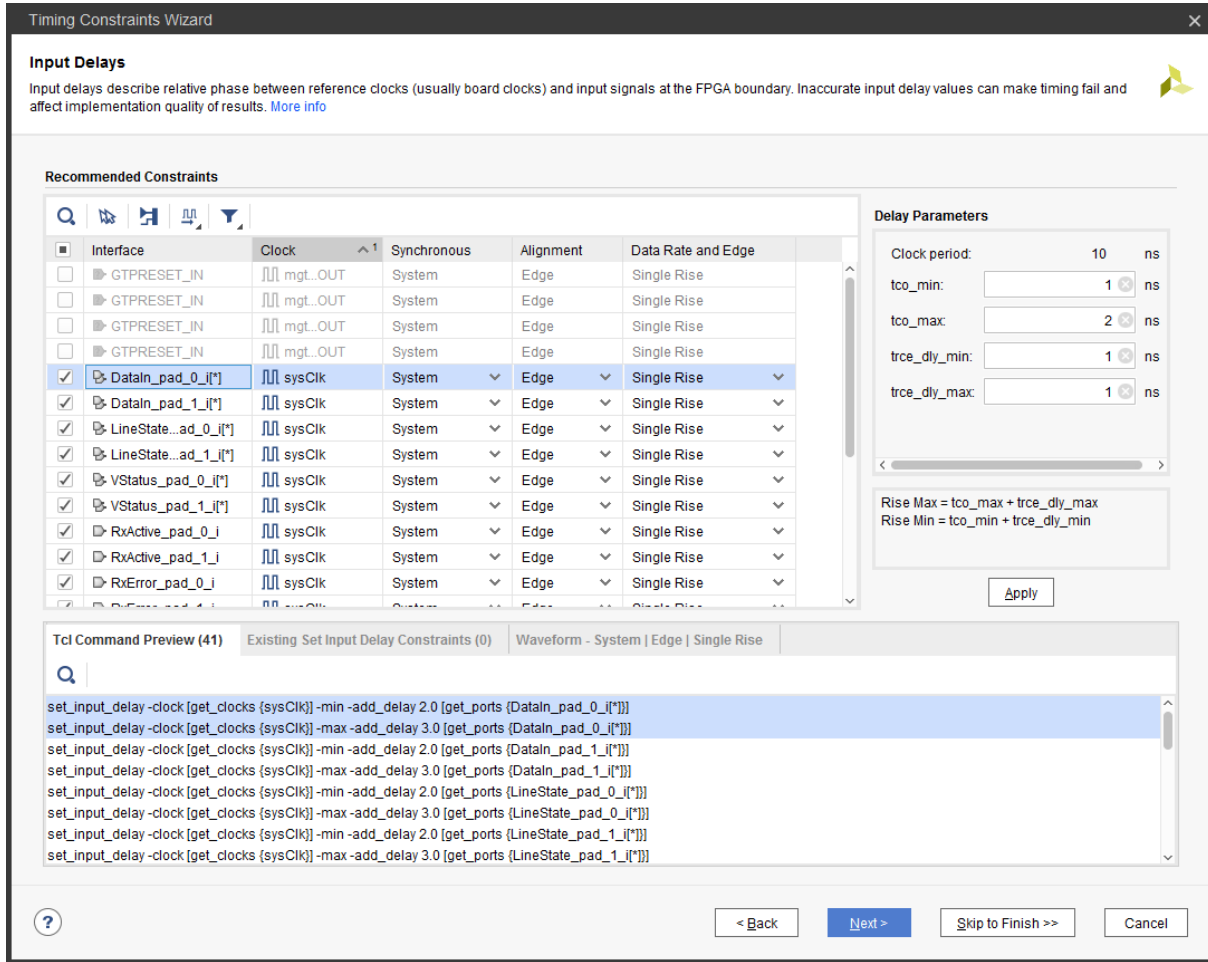 Timing Constraints Wizard
Input Delays
Input delays describe relative phase between reference clocks (usually board clocks) and input signals at the FPGA boundary. Inaccurate input delay values can make timing fail and
affect implementation quality of results. More info
Recommended Constraints
Interface Clock 1 Synchronous Alignment Data Rate and Edge
GTPRESET_IN mgt...OUT System Edge Single Rise
GTPRESET_IN mgt...OUT System Edge Single Rise
GTPRESET_IN mgt...OUT System Edge Single Rise
GTPRESET_IN mgt...OUT System Edge Single Rise
DataIn_pad_0_i[*] sysClk System Edge Single Rise
DataIn_pad_1_i[*] sysClk System Edge Single Rise
LineState...ad_0_i[*] sysClk System Edge Single Rise
LineState...ad_1_i[*] sysClk System Edge Single Rise
VStatus_pad_0_i[*] sysClk System Edge Single Rise
VStatus_pad_1_i[*] sysClk System Edge Single Rise
RxActive_pad_0_i sysClk System Edge Single Rise
RxActive_pad_1_i sysClk System Edge Single Rise
RxError_pad_0_i sysClk System Edge Single Rise
Delay Parameters
Clock period: 10 ns
tco_min: 1 ns
tco_max: 2 ns
trce_dly_min: 1 ns
trce_dly_max: 1 ns
Rise Max = tco_max + trce_dly_max
Rise Min = tco_min + trce_dly_min
Apply
Tcl Command Preview (41) Existing Set Input Delay Constraints (0) Waveform - System | Edge | Single Rise
set_input_delay -clock [get_clocks {sysClk}] -min -add_delay 2.0 [get_ports {DataIn_pad_0_i[*]}]
set_input_delay -clock [get_clocks {sysClk}] -max -add_delay 3.0 [get_ports {DataIn_pad_0_i[*]}]
set_input_delay -clock [get_clocks {sysClk}] -min -add_delay 2.0 [get_ports {DataIn_pad_1_i[*]}]
set_input_delay -clock [get_clocks {sysClk}] -max -add_delay 3.0 [get_ports {DataIn_pad_1_i[*]}]
set_input_delay -clock [get_clocks {sysClk}] -min -add_delay 2.0 [get_ports {LineState_pad_0_i[*]}]
set_input_delay -clock [get_clocks {sysClk}] -max -add_delay 3.0 [get_ports {LineState_pad_0_i[*]}]
set_input_delay -clock [get_clocks {sysClk}] -min -add_delay 2.0 [get_ports {LineState_pad_1_i[*]}]
set_input_delay -clock [get_clocks {sysClk}] -max -add_delay 3.0 [get_ports {LineState_pad_1_i[*]}]
? < Back Next > Skip to Finish >> Cancel